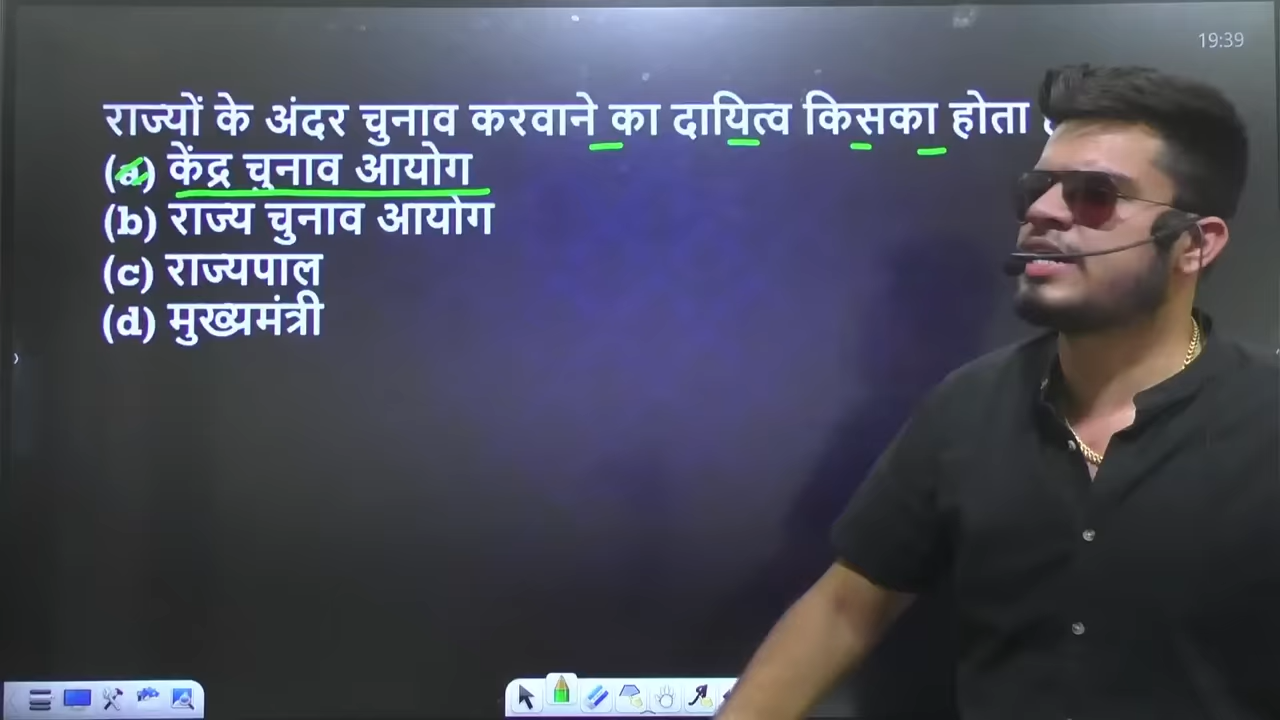 19:39
राज्यों के अंदर चुनाव करवाने का दायित्व किसका होता
(a) केंद्र चुनाव आयोग
(b) राज्य चुनाव आयोग
(c) राज्यपाल
(d) मुख्यमंत्री